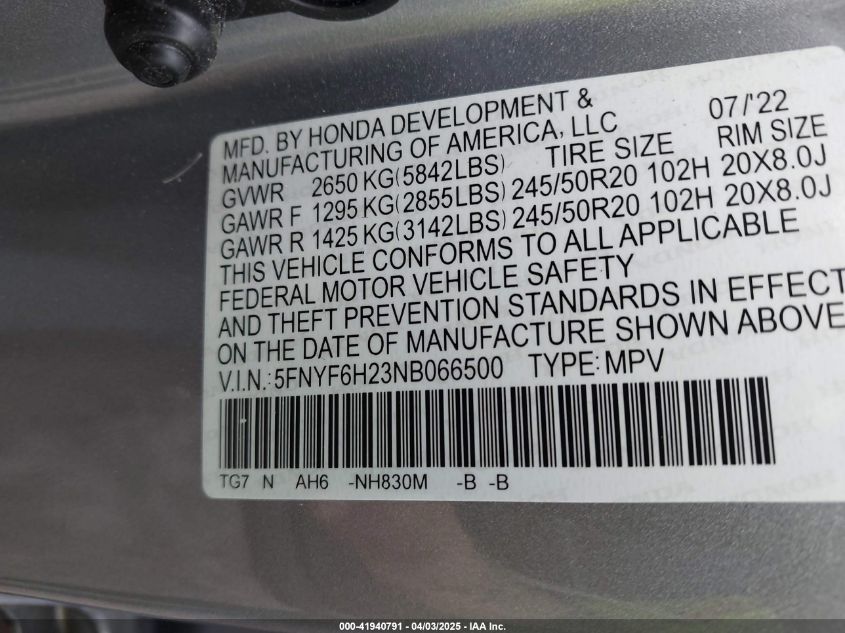 MFD. BY HONDA DEVELOPMENT & 07/'22
MANUFACTURING OF AMERICA, LLC TIRE SIZE RIM SIZE
GVWR 2650 KG(5842LBS)
GAWR F 1295 KG(2855LBS) 245/50R20 102H 20X8.0J
GAWR R 1425 KG(3142LBS) 245/50R20 102H 20X8.0J
THIS VEHICLE CONFORMS TO ALL APPLICABLE
FEDERAL MOTOR VEHICLE SAFETY
AND THEFT PREVENTION STANDARDS IN EFFECT
ON THE DATE OF MANUFACTURE SHOWN ABOVE
V.I.N.: 5FNYF6H23NB066500 TYPE: MPV
TG7 N AH6 -NH830M -B -B
000-41940791 - 04/03/2025 - IAA Inc.